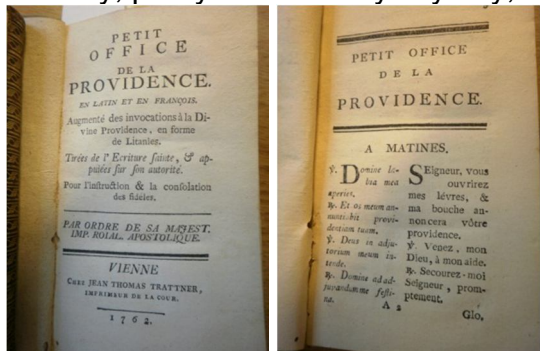 PETIT
OFFICE
DE LA
PROVIDENCE.
EN LATIN ET EN FRANÇOIS.
Augmenté des invocations à la Di-
vine Providence, en forme
de Litanies.
Tirées de l'Ecriture sainte, & ap-
puiées sur son autorité.
Pour l'instruction & la consolation
des fidéles.
PAR ORDRE DE SA MAJEST.
IMP. ROIAL. APOSTOLIQUE.
VIENNE
CHEZ JEAN THOMAS TRATTNER,
IMPRIMEUR DE LA COUR.
1762.
PETIT OFFICE
DE LA
PROVIDENCE.
A MATINES.
℣. Domine la-
bia mea
aperies.
℟. Et os meum an-
nunciabit provi-
dentiam tuam.
℣. Deus in adju-
torium meum in-
tende.
℟. Domine ad ad-
juvandum me festi-
na.
SEigneur, vous
ouvrirez
mes lévres, &
ma bouche an-
noncera vôtre
providence.
℣. Venez, mon
Dieu, à mon aide.
℟. Secourez-moi
Seigneur, prom-
ptement.
A 2
Glo.